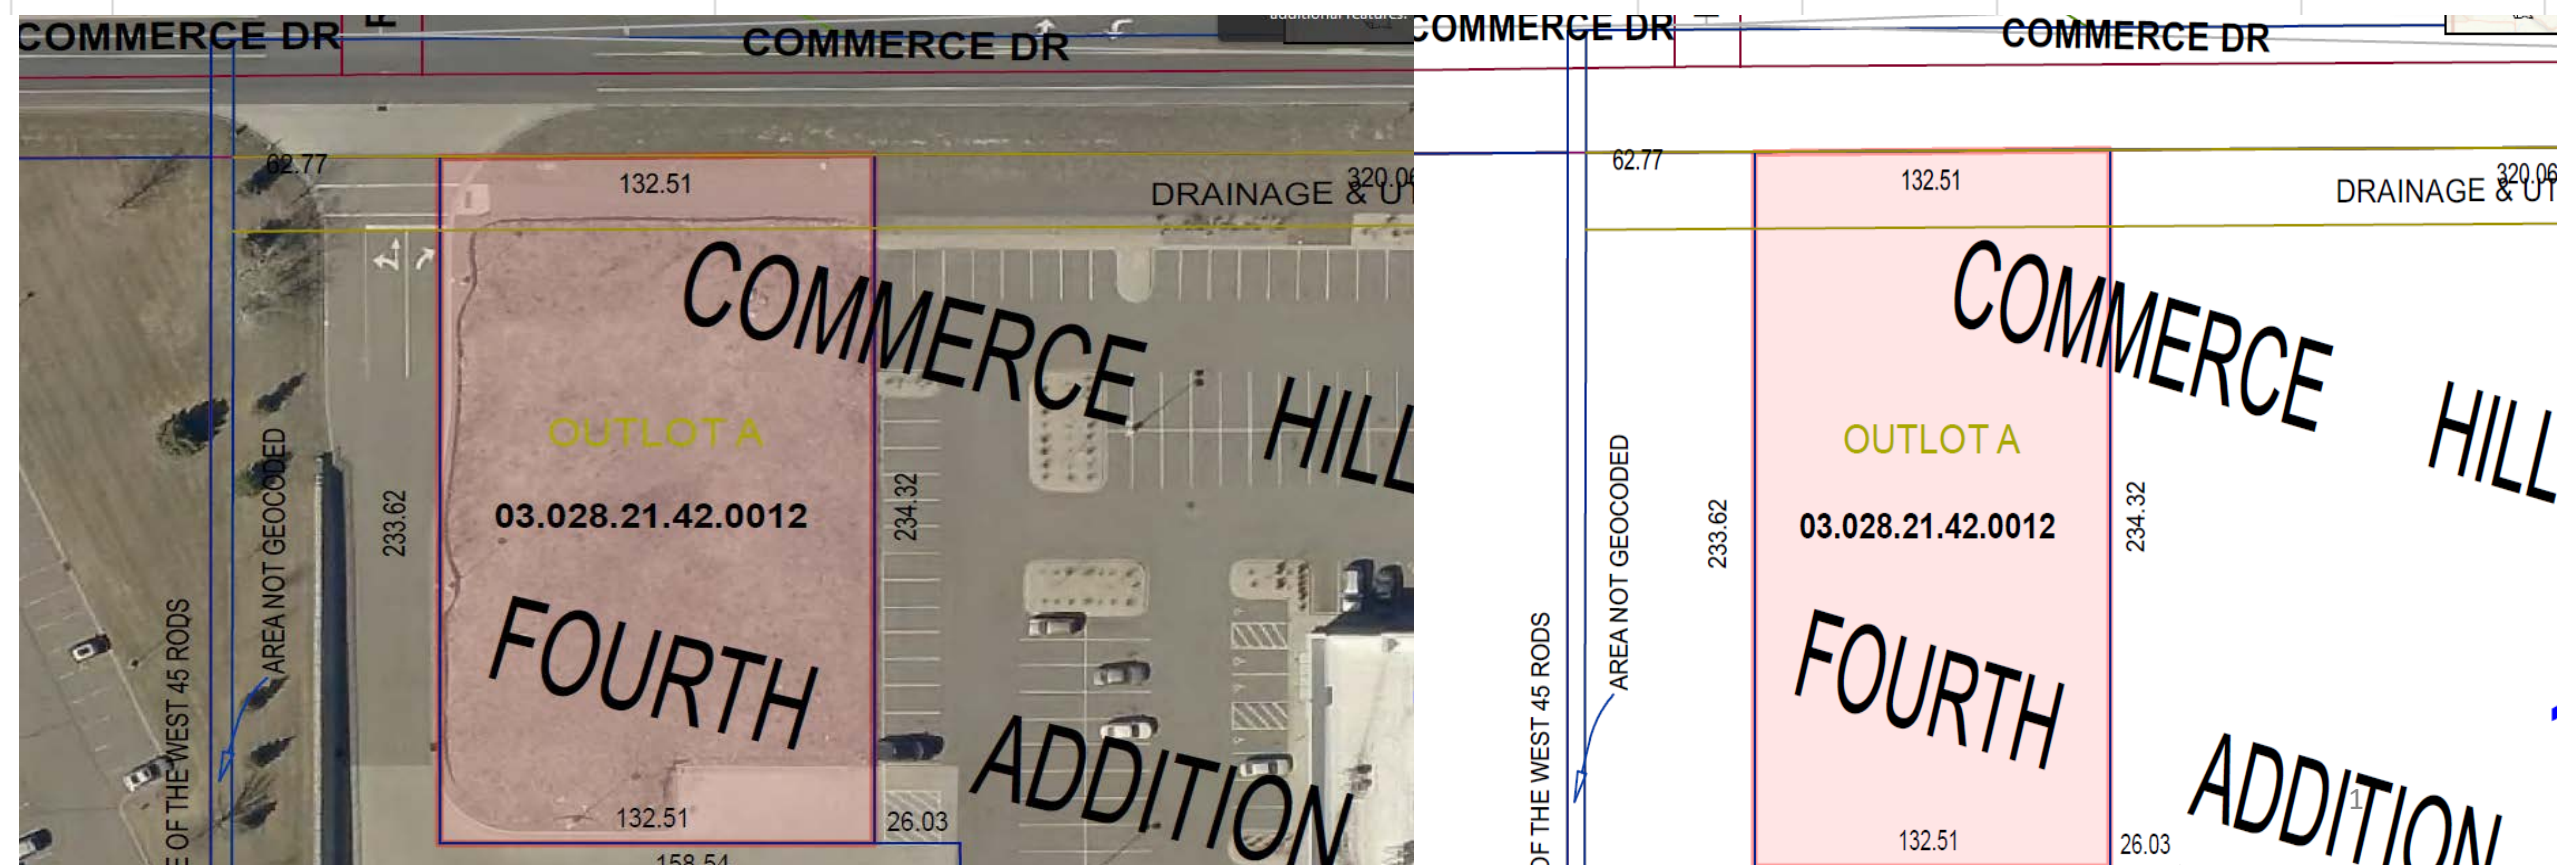 additional features.
COMMERCE DR
COMMERCE DR
62.77
132.51
320.06
DRAINAGE & UT
COMMERCE
HILL
OUTLOT A
03.028.21.42.0012
233.62
234.32
AREA NOT GEOCODED
OF THE WEST 45 RODS
FOURTH
ADDITION
132.51
26.03
158.54
COMMERCE DR
COMMERCE DR
62.77
132.51
320.06
DRAINAGE & UT
COMMERCE
HILL
OUTLOT A
03.028.21.42.0012
233.62
234.32
AREA NOT GEOCODED
OF THE WEST 45 RODS
FOURTH
ADDITION
1
132.51
26.03